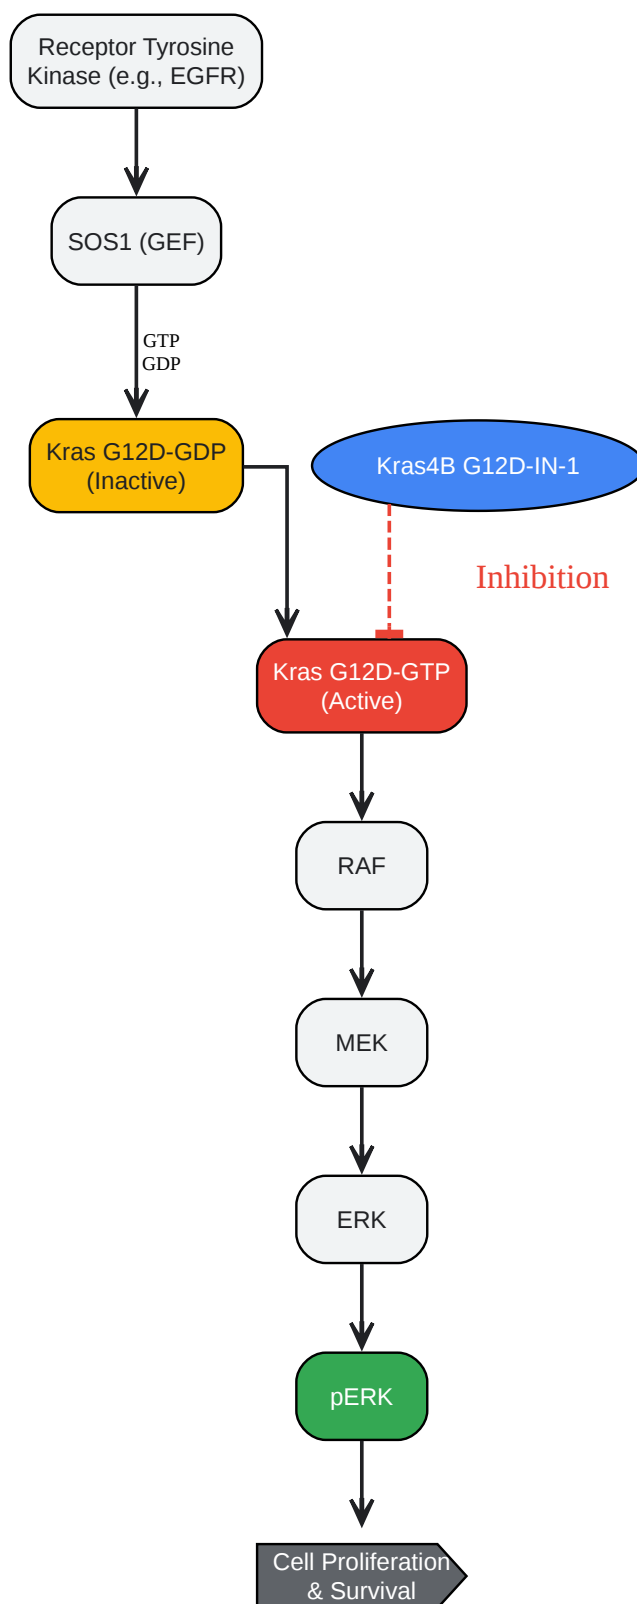 Receptor Tyrosine
Kinase (e.g., EGFR)
SOS1 (GEF)
GTP
GDP
Kras G12D-GDP
(Inactive)
Kras4B G12D-IN-1
Inhibition
Kras G12D-GTP
(Active)
RAF
MEK
ERK
pERK
Cell Proliferation
& Survival